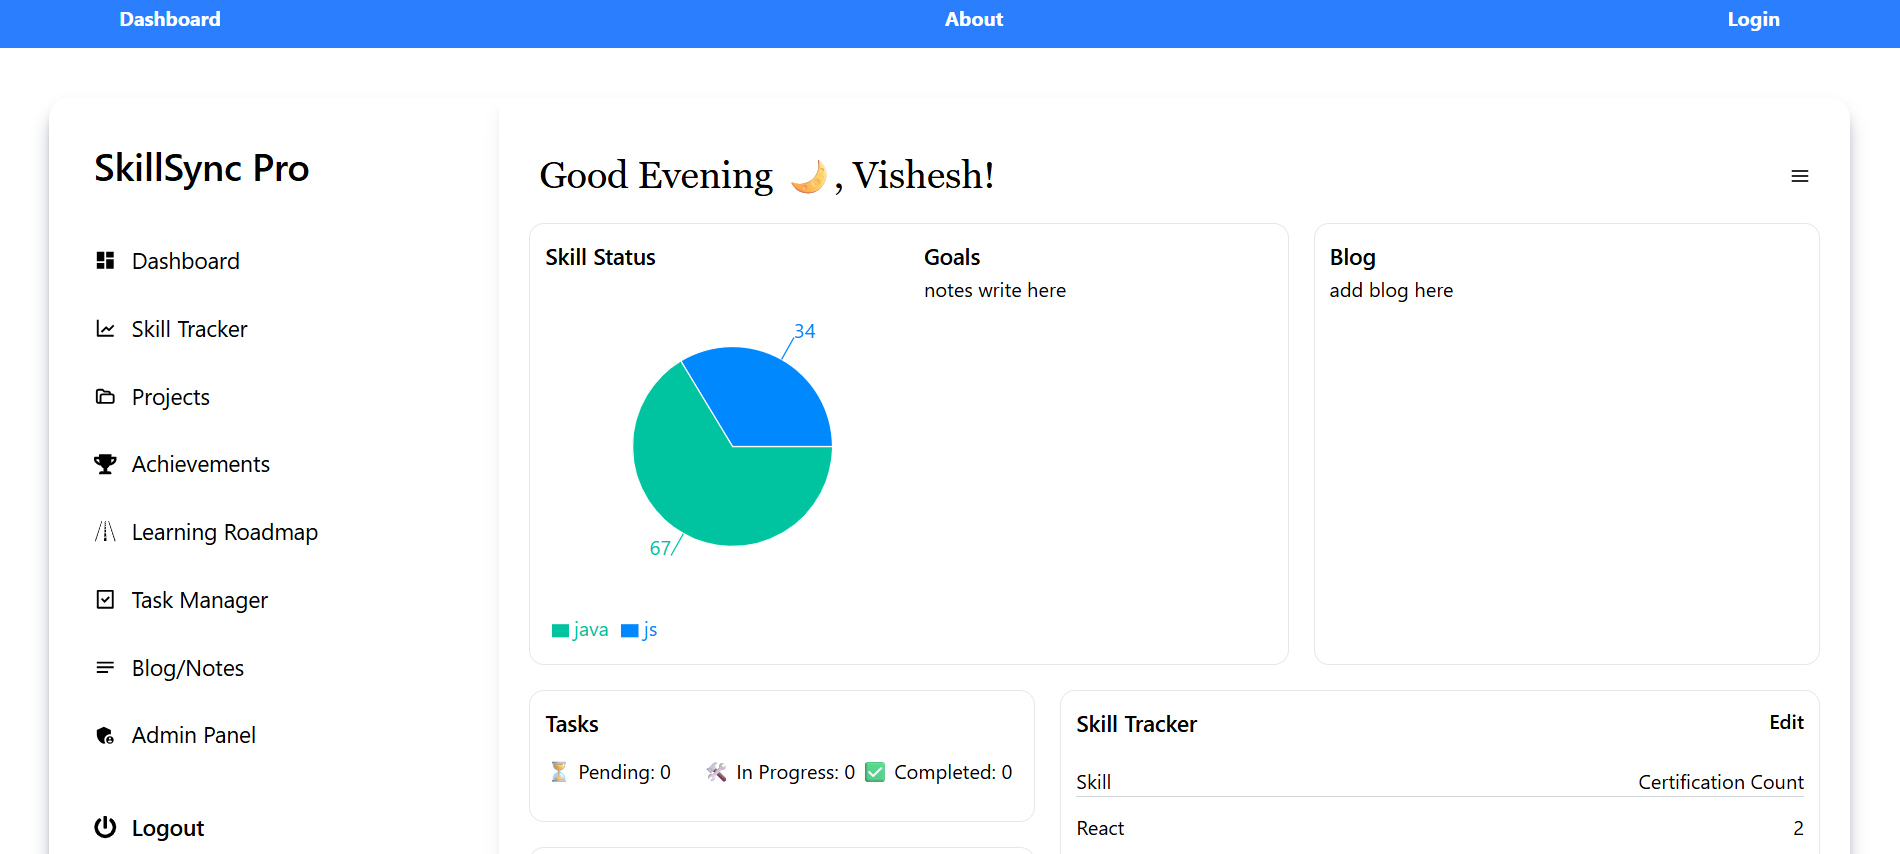 Dashboard About Login
SkillSync Pro
Dashboard
Skill Tracker
Projects
Achievements
Learning Roadmap
Task Manager
Blog/Notes
Admin Panel
Logout
Good Evening 🌙, Vishesh!
Skill Status
34
67
java js
Goals
notes write here
Blog
add blog here
Tasks
⏳ Pending: 0 🛠️ In Progress: 0 ✅ Completed: 0
Skill Tracker Edit
Skill Certification Count
React 2